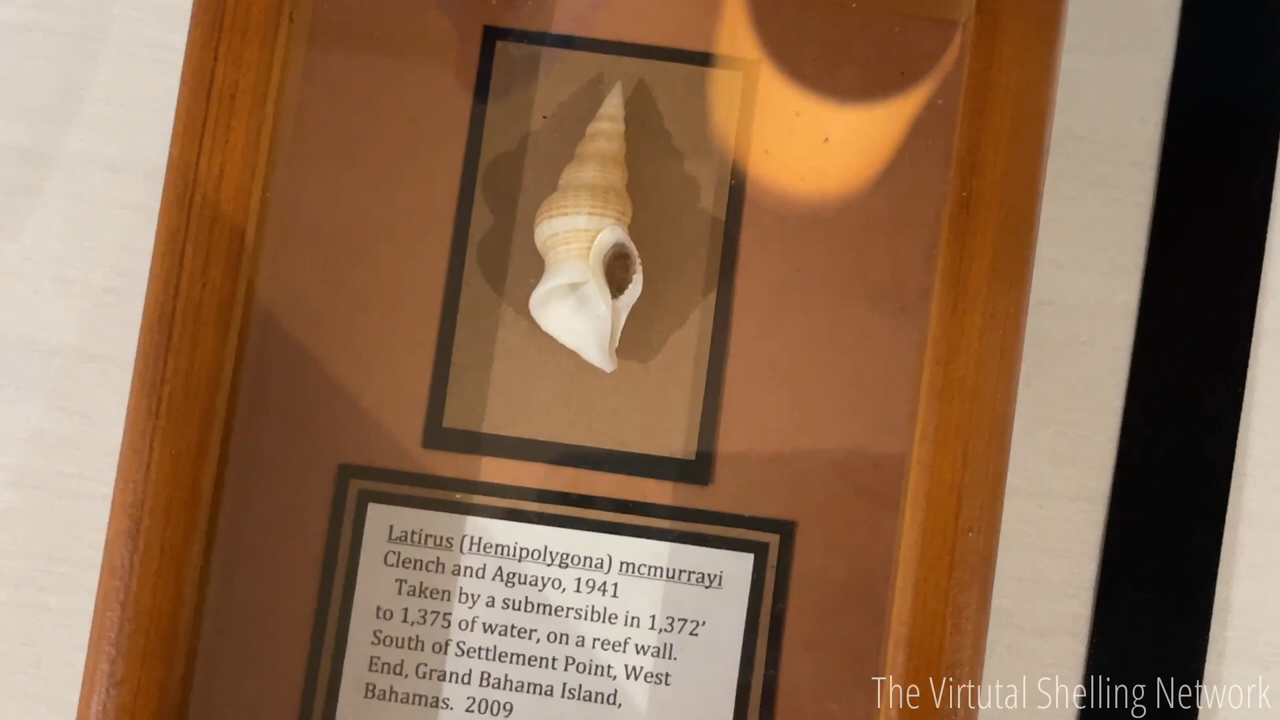 Latirus (Hemipolygona) mcmurrayi
Clench and Aguayo, 1941
Taken by a submersible in 1,372'
to 1,375 of water, on a reef wall.
South of Settlement Point, West
End, Grand Bahama Island,
Bahamas. 2009
The Virtutal Shelling Network